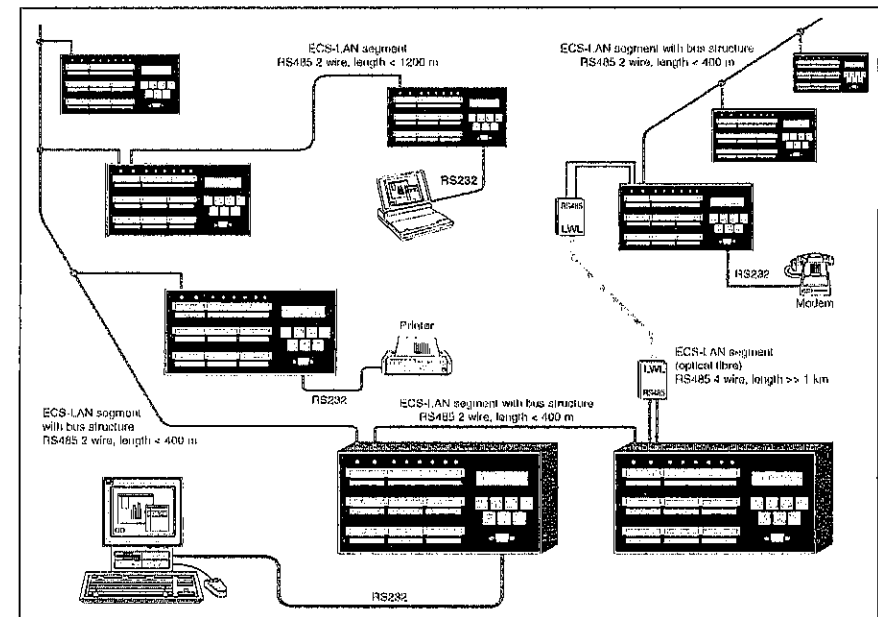 ECS-LAN segment
RS485 2 wire, length < 1200 m
ECS-LAN segment with bus structure
RS485 2 wire, length < 400 m
RS232
RS485
LWL
RS232
Modem
Printer
RS232
LWL
RS485
ECS-LAN segment
(optical fibre)
RS485 4 wire, length >> 1 km
ECS-LAN segment with bus structure
RS485 2 wire, length < 400 m
ECS-LAN segment
with bus structure
RS485 2 wire, length < 400 m
RS232